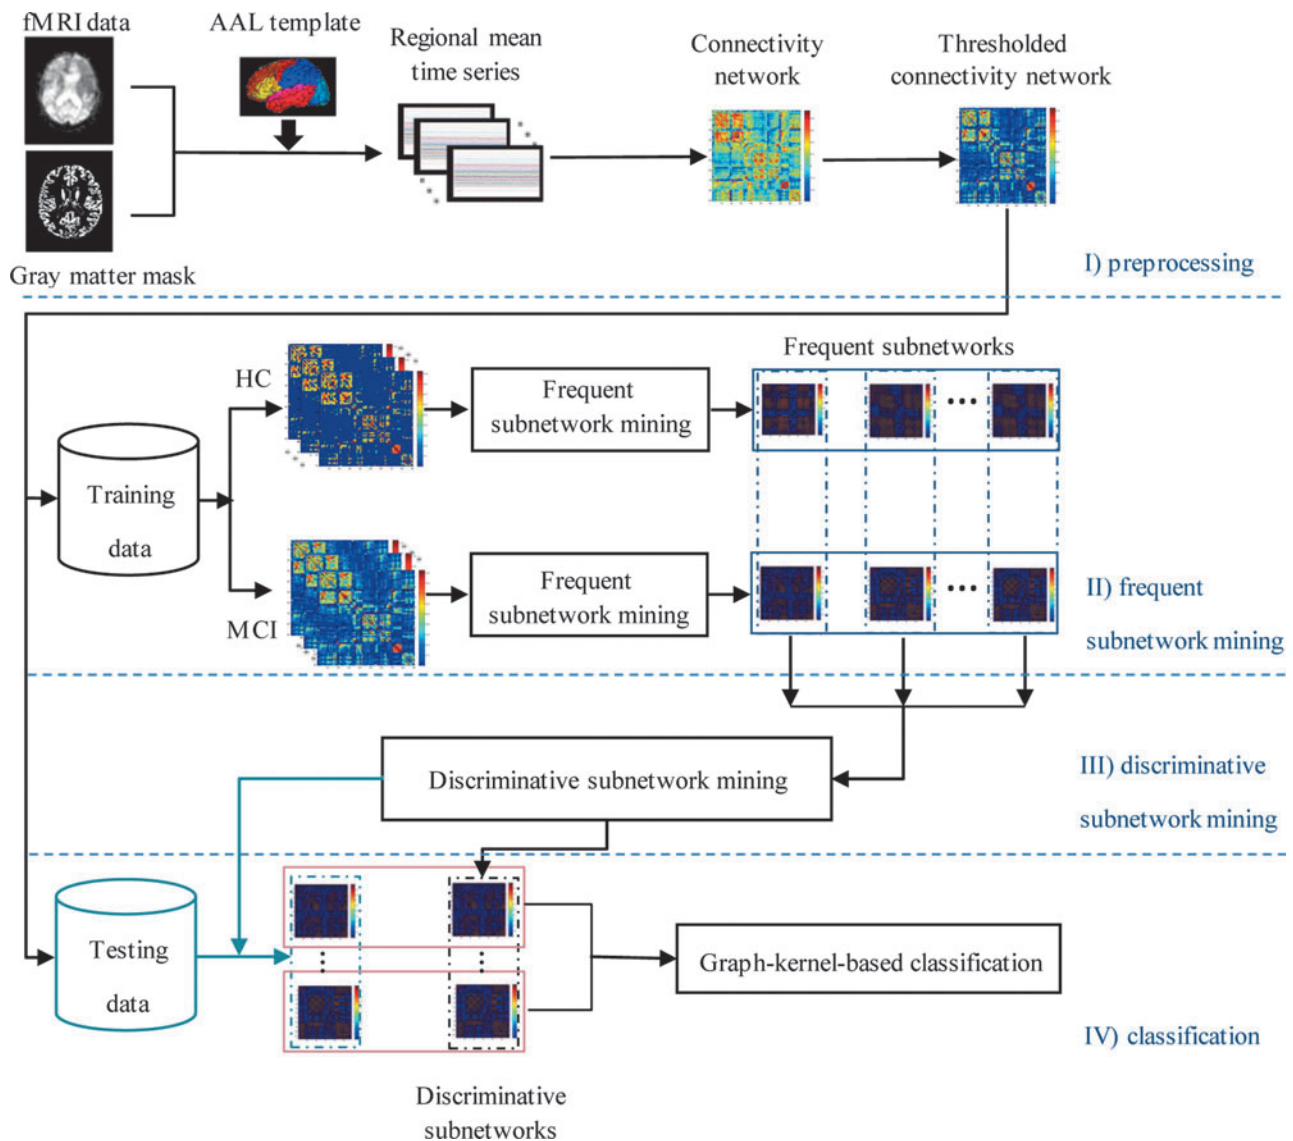 fMRI data
AAL template
Regional mean
time series
Connectivity
network
Thresholded
connectivity network
Gray matter mask
I) preprocessing
HC
Frequent
subnetwork mining
Frequent subnetworks
Training
data
MCI
Frequent
subnetwork mining
II) frequent
subnetwork mining
Discriminative subnetwork mining
III) discriminative
subnetwork mining
Testing
data
Graph-kernel-based classification
IV) classification
Discriminative
subnetworks